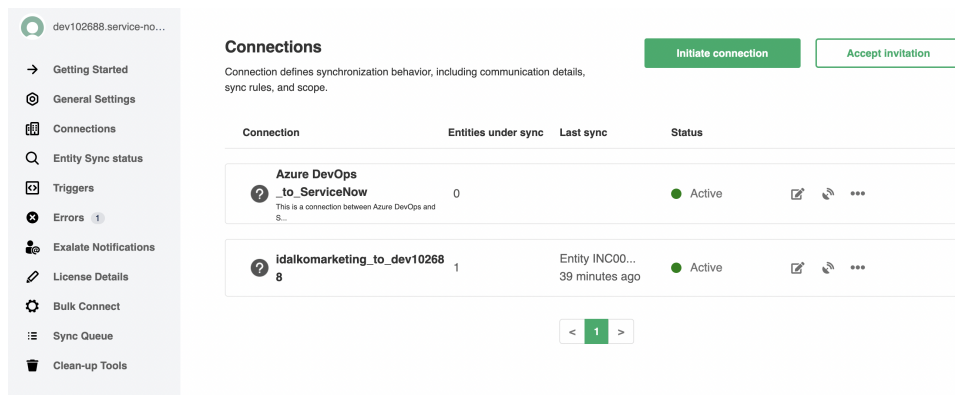 dev102688.service-no...
Getting Started
General Settings
Connections
Entity Sync status
Triggers
Errors 1
Exalate Notifications
License Details
Bulk Connect
Sync Queue
Clean-up Tools
Connections
Initiate connection
Accept invitation
Connection defines synchronization behavior, including communication details,
sync rules, and scope.
Connection Entities under sync Last sync Status
Azure DevOps
_to_ServiceNow
This is a connection between Azure DevOps and
S...
0
Active
idalkomarketing_to_dev10268
8
1
Entity INC00...
39 minutes ago
Active
< 1 >